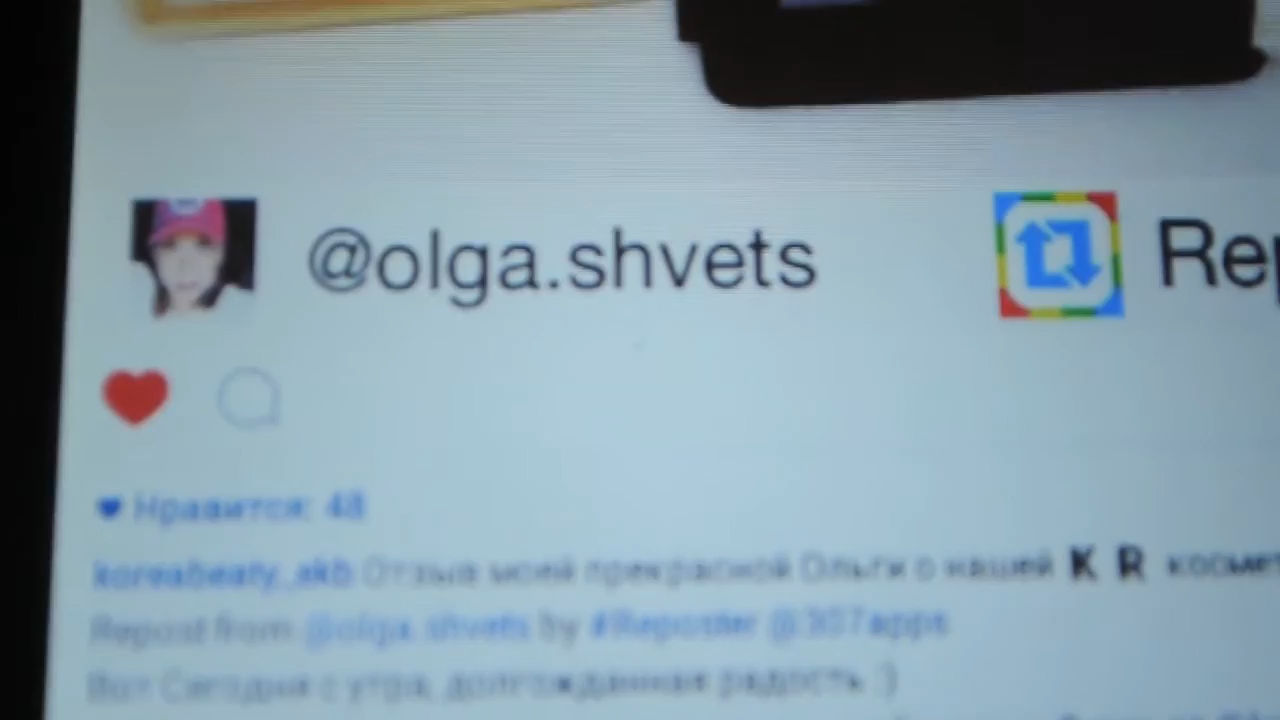 @olga.shvets Rep
Нравится: 48
koreabeaty_ekb Отзыв моей прекрасной Ольги о нашей K R космет
Repost from @olga.shvets by #Reposter @307apps
Вот Сегодня с утра, долгожданная радость :)